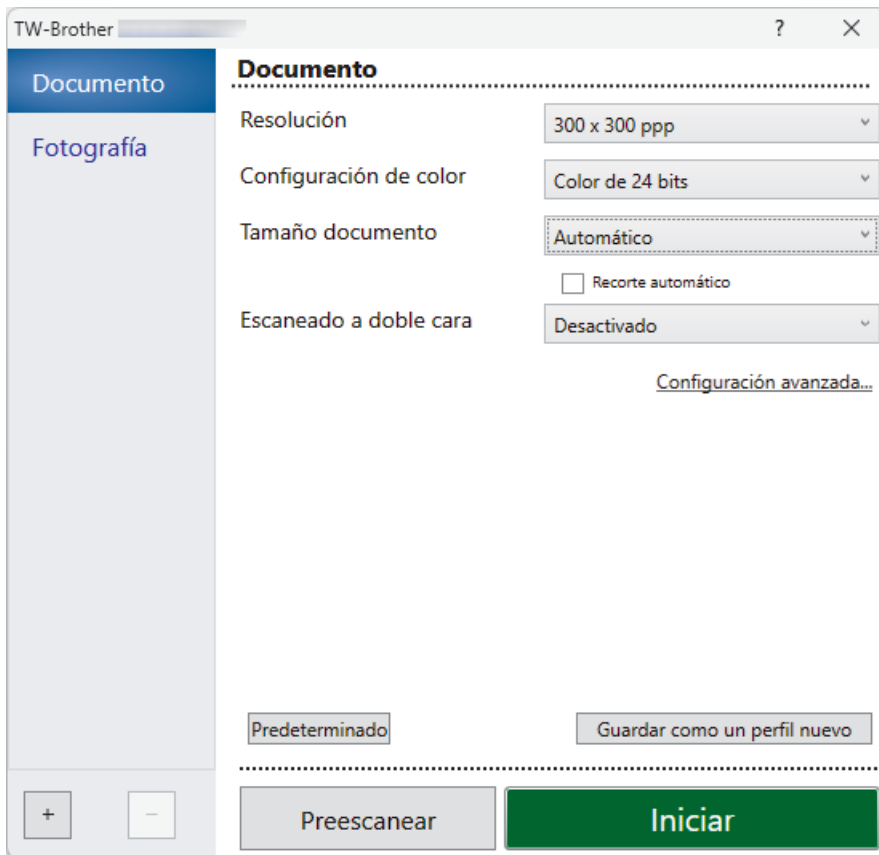 TW-Brother
?
Documento
Fotografía
Documento
Resolución
300 x 300 ppp
Configuración de color
Color de 24 bits
Tamaño documento
Automático
Recorte automático
Escaneado a doble cara
Desactivado
Configuración avanzada...
Predeterminado
Guardar como un perfil nuevo
+
−
Preescanear
Iniciar